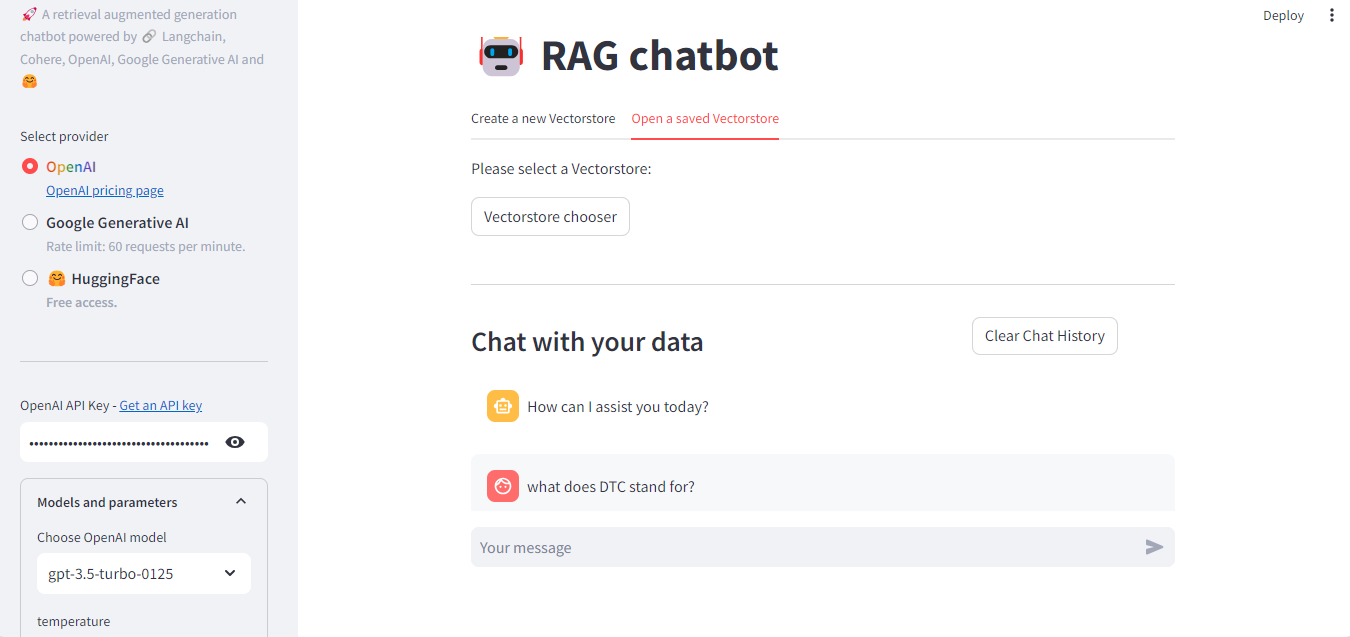 🚀 A retrieval augmented generation
chatbot powered by 🔗 Langchain,
Cohere, OpenAI, Google Generative AI and
🤗
Select provider
OpenAI
OpenAI pricing page
Google Generative AI
Rate limit: 60 requests per minute.
🤗 HuggingFace
Free access.
OpenAI API Key - Get an API key
••••••••••••••••••••••••••••••••••••
Models and parameters
Choose OpenAI model
gpt-3.5-turbo-0125
temperature
Deploy
RAG chatbot
Create a new Vectorstore
Open a saved Vectorstore
Please select a Vectorstore:
Vectorstore chooser
Chat with your data
Clear Chat History
How can I assist you today?
what does DTC stand for?
Your message